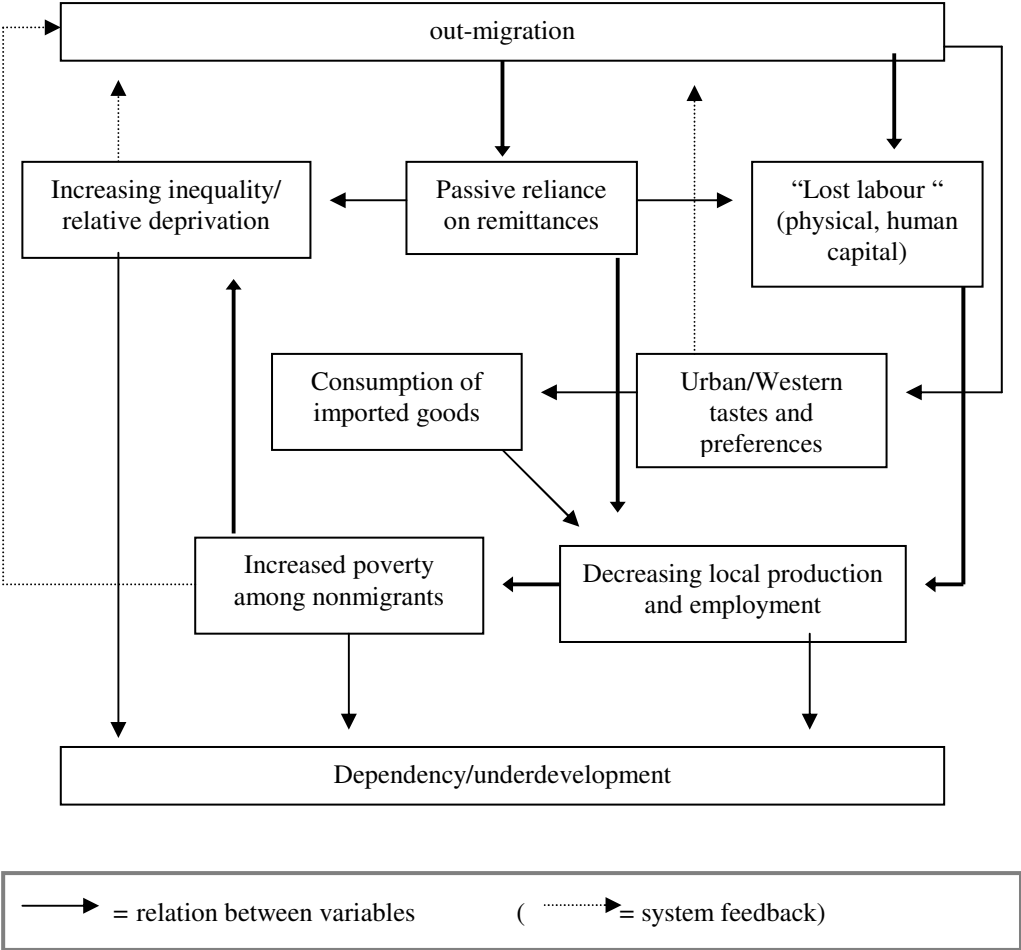 out-migration
Increasing inequality/
relative deprivation
Passive reliance
on remittances
“Lost labour “
(physical, human
capital)
Consumption of
imported goods
Urban/Western
tastes and
preferences
Increased poverty
among nonmigrants
Decreasing local production
and employment
Dependency/underdevelopment
= relation between variables ( = system feedback)